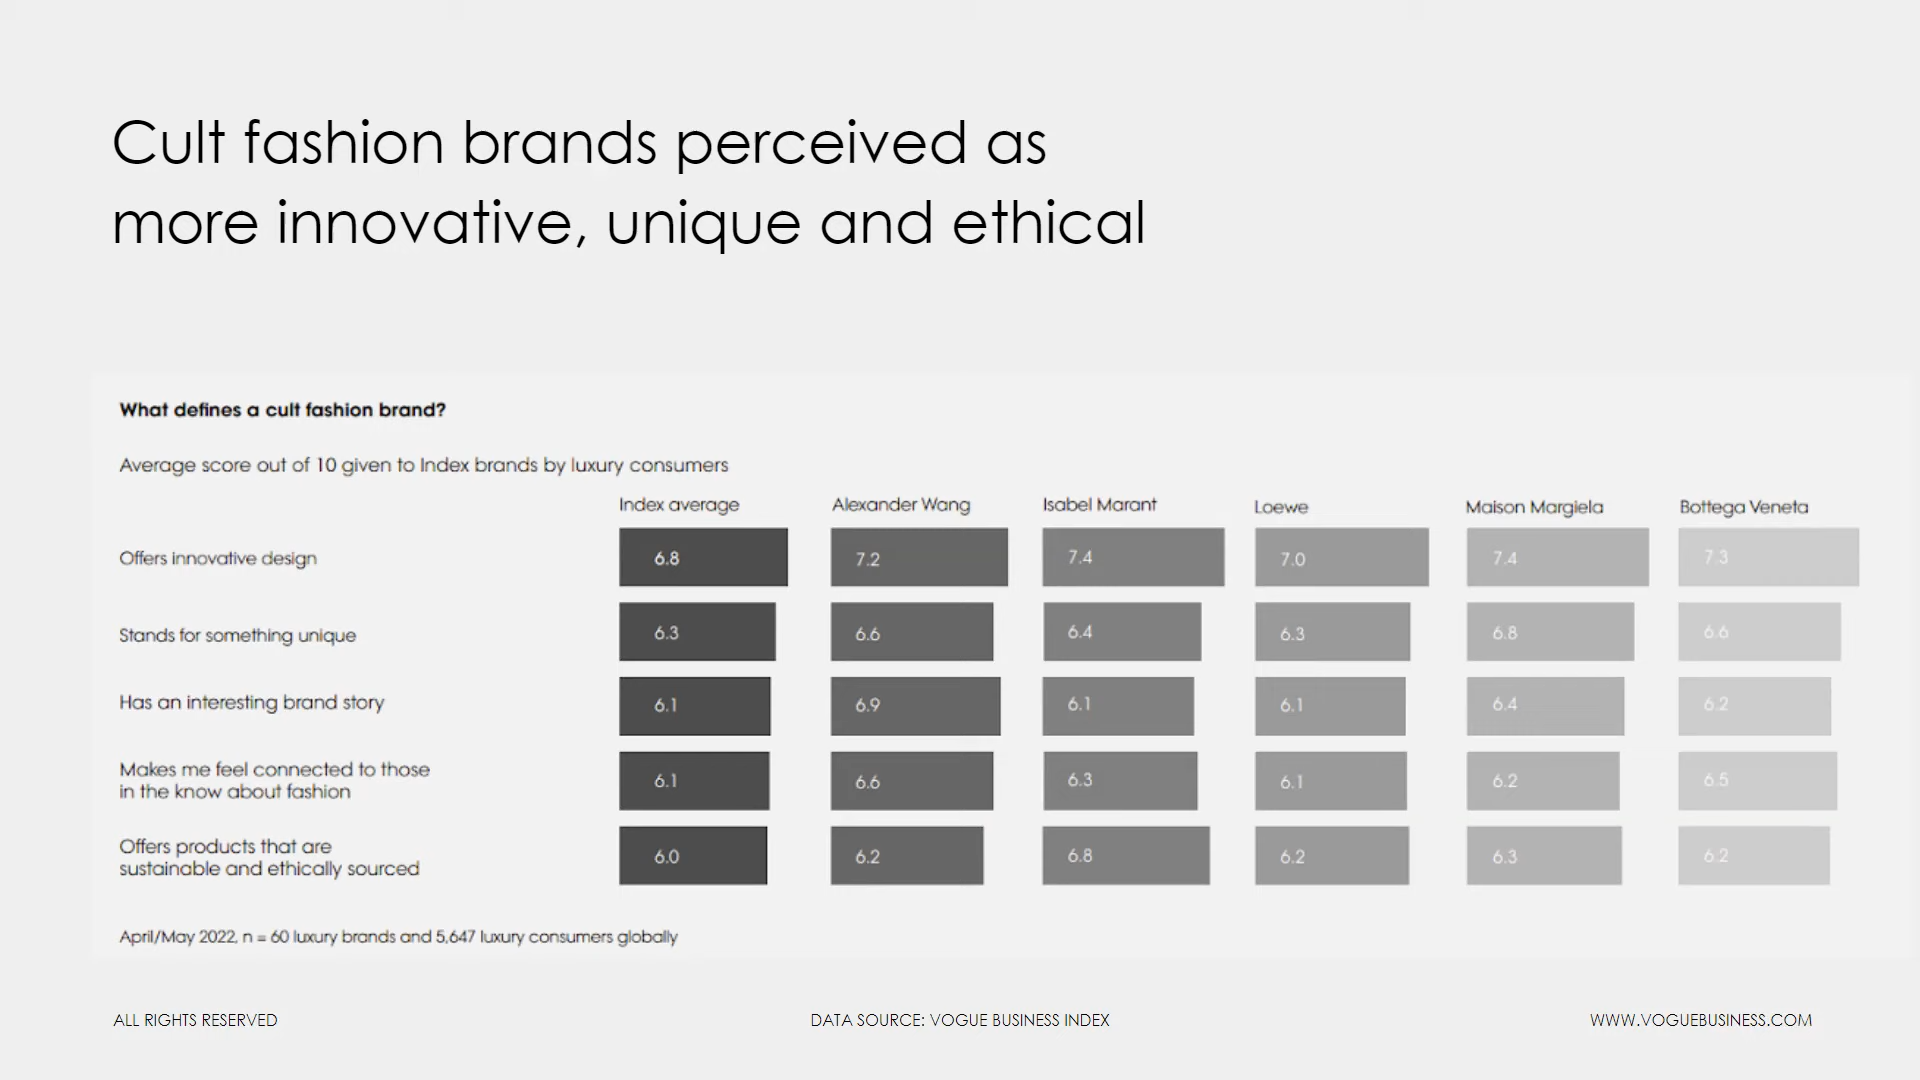 Cult fashion brands perceived as
more innovative, unique and ethical
What defines a cult fashion brand?
Average score out of 10 given to Index brands by luxury consumers
Index average Alexander Wang Isabel Marant Loewe Maison Margiela Bottega Veneta
Offers innovative design 6.8 7.2 7.4 7.0 7.4 7.3
Stands for something unique 6.3 6.6 6.4 6.3 6.8 6.6
Has an interesting brand story 6.1 6.9 6.1 6.1 6.4 6.2
Makes me feel connected to those
in the know about fashion 6.1 6.6 6.3 6.1 6.2 6.5
Offers products that are
sustainable and ethically sourced 6.0 6.2 6.8 6.2 6.3 6.2
April/May 2022, n = 60 luxury brands and 5,647 luxury consumers globally
ALL RIGHTS RESERVED DATA SOURCE: VOGUE BUSINESS INDEX WWW.VOGUEBUSINESS.COM